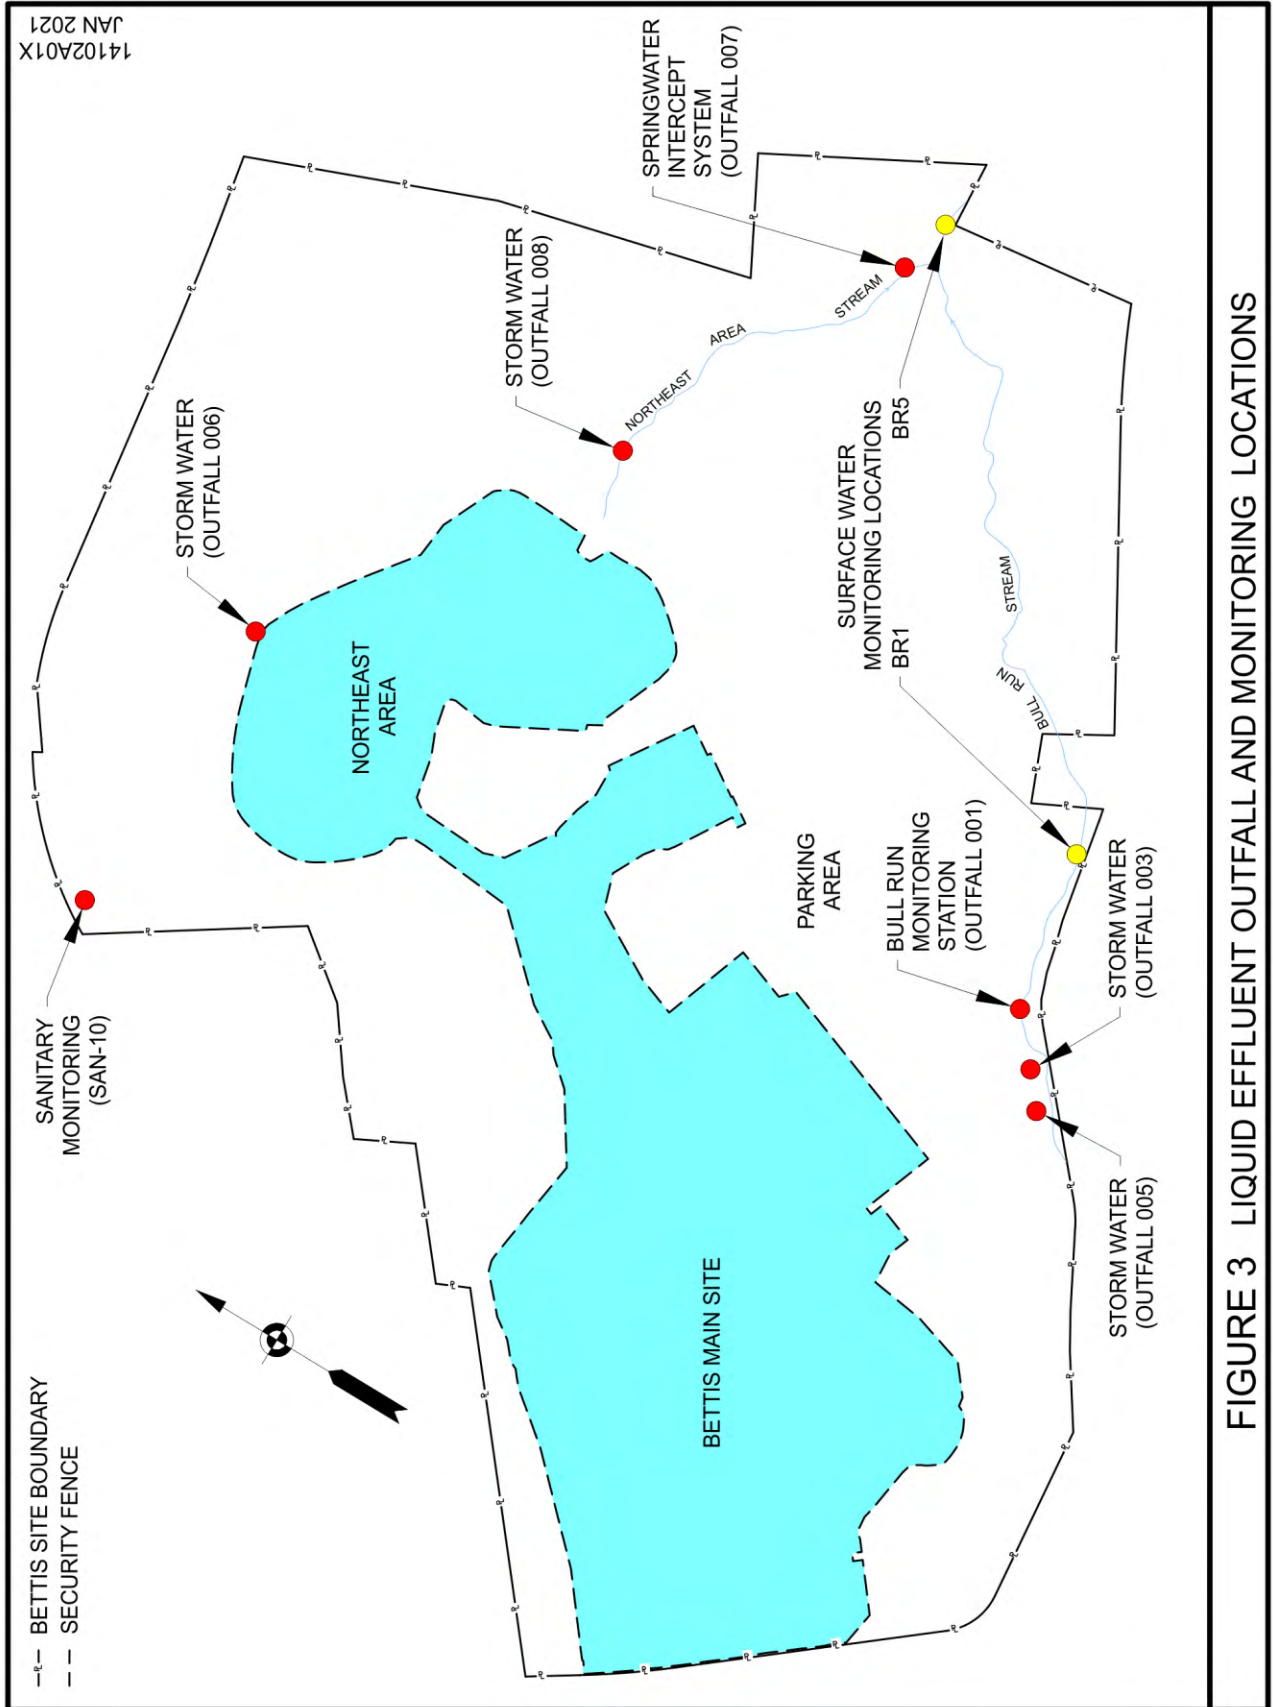 14102A01X
JAN 2021
—ꟼ— BETTIS SITE BOUNDARY
— — SECURITY FENCE
SANITARY
MONITORING
(SAN-10)
STORM WATER
(OUTFALL 006)
STORM WATER
(OUTFALL 008)
SPRINGWATER
INTERCEPT
SYSTEM
(OUTFALL 007)
NORTHEAST
AREA
NORTHEAST AREA STREAM
SURFACE WATER
MONITORING LOCATIONS
BR1 BR5
PARKING
AREA
BETTIS MAIN SITE
BULL RUN
MONITORING
STATION
(OUTFALL 001)
BULL RUN STREAM
STORM WATER
(OUTFALL 003)
STORM WATER
(OUTFALL 005)
FIGURE 3 LIQUID EFFLUENT OUTFALL AND MONITORING LOCATIONS